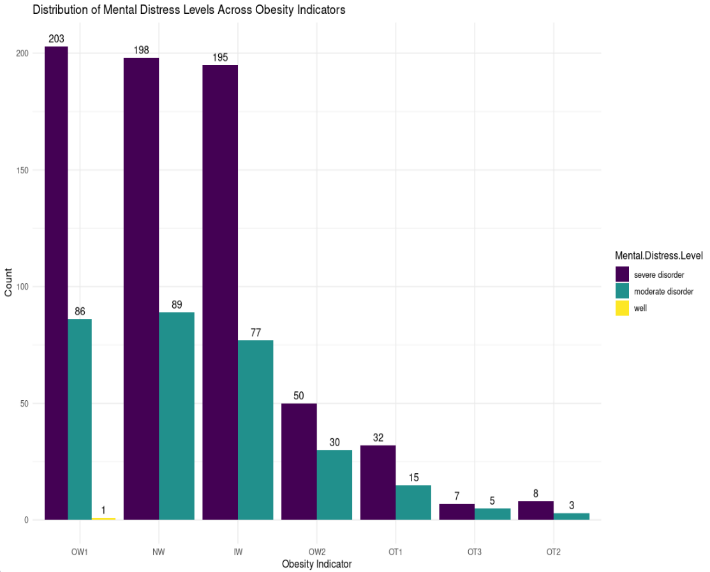 Distribution of Mental Distress Levels Across Obesity Indicators
203
198
195
200
150
100
50
0
86
1
89
77
50
30
32
15
7
5
8
3
Count
OW1 NW IW OW2 OT1 OT3 OT2
Obesity Indicator
Mental.Distress.Level
severe disorder
moderate disorder
well